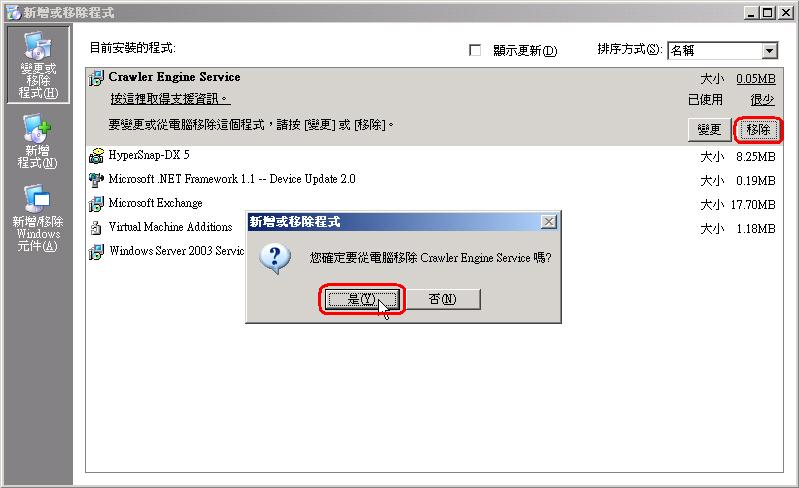 新增或移除程式
變更或
移除
程式(H)
新增
程式(N)
新增/移除
Windows
元件(A)
目前安裝的程式:
顯示更新(D)
排序方式(S): 名稱
Crawler Engine Service 大小 0.05MB
按這裡取得支援資訊。 已使用 很少
要變更或從電腦移除這個程式，請按 [變更] 或 [移除]。 變更 移除
HyperSnap-DX 5 大小 8.25MB
Microsoft .NET Framework 1.1 -- Device Update 2.0 大小 0.19MB
Microsoft Exchange 大小 17.70MB
Virtual Machine Additions 大小 1.18MB
Windows Server 2003 Servic
新增或移除程式
您確定要從電腦移除 Crawler Engine Service 嗎?
是(Y) 否(N)